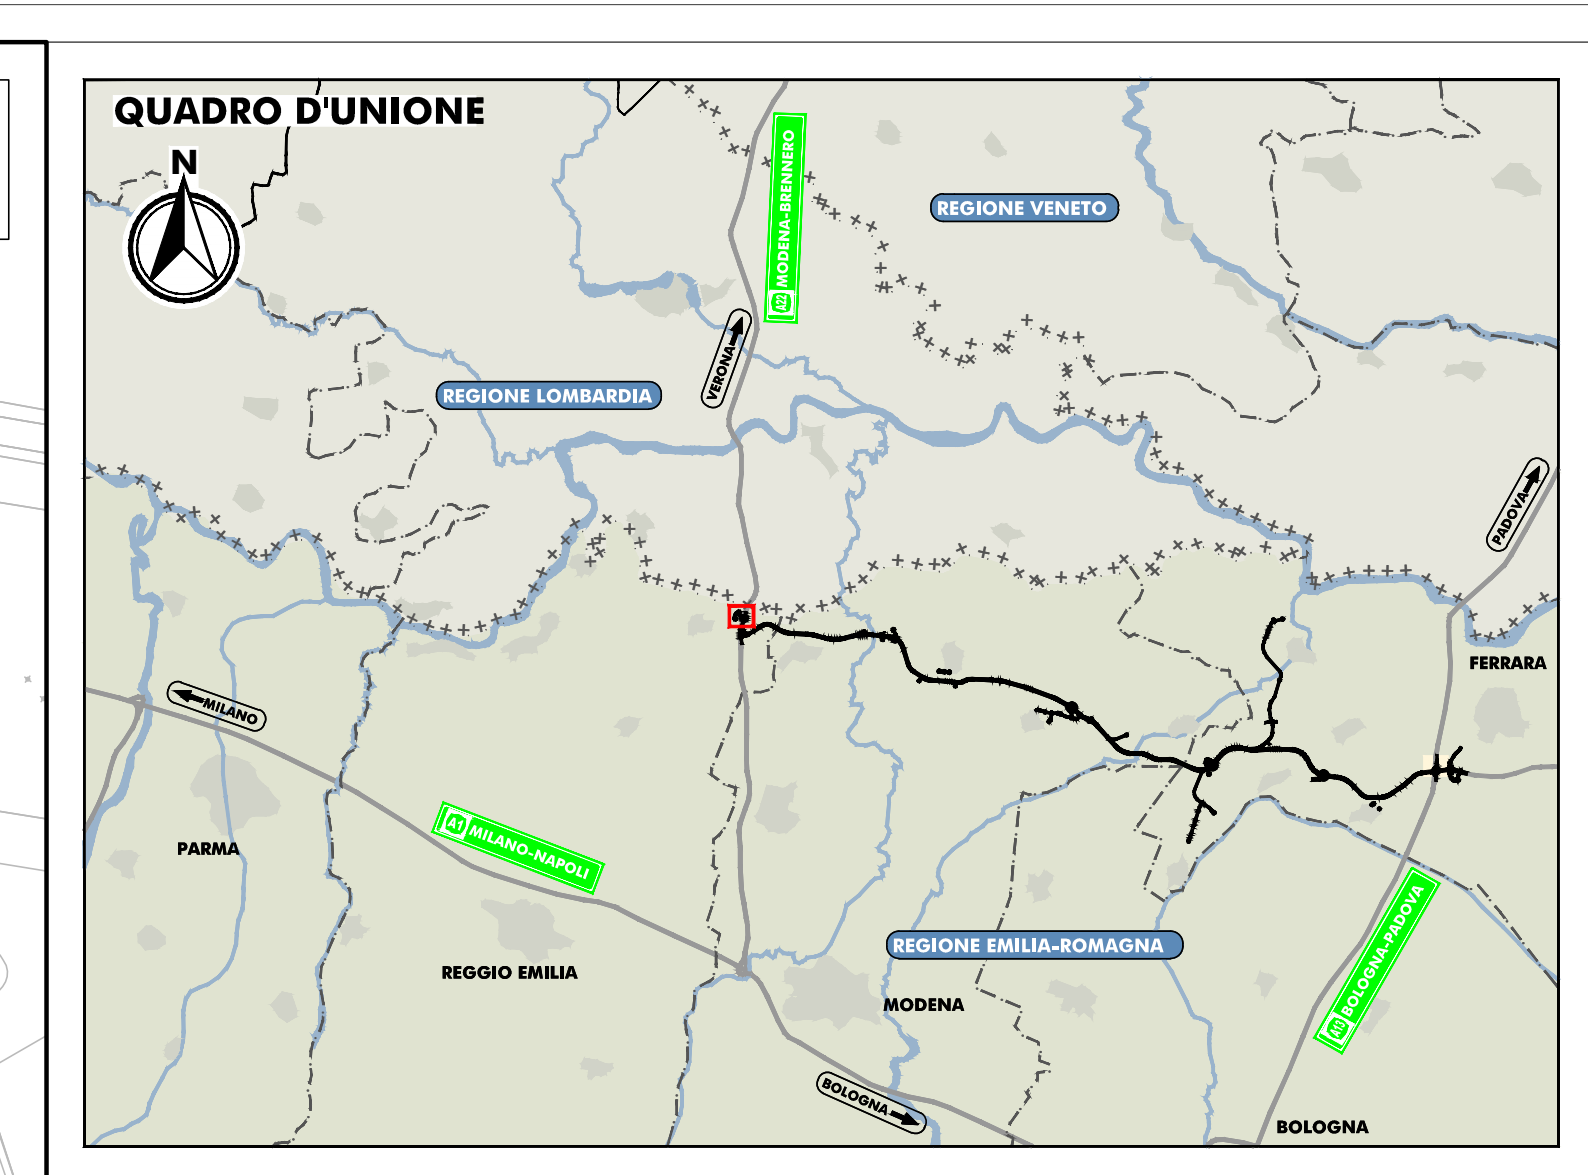 QUADRO D'UNIONE
N
A22 MODENA-BRENNERO
REGIONE VENETO
VERONA
REGIONE LOMBARDIA
PADOVA
FERRARA
MILANO
A1 MILANO-NAPOLI
PARMA
A13 BOLOGNA-PADOVA
REGIONE EMILIA-ROMAGNA
REGGIO EMILIA
MODENA
BOLOGNA
BOLOGNA